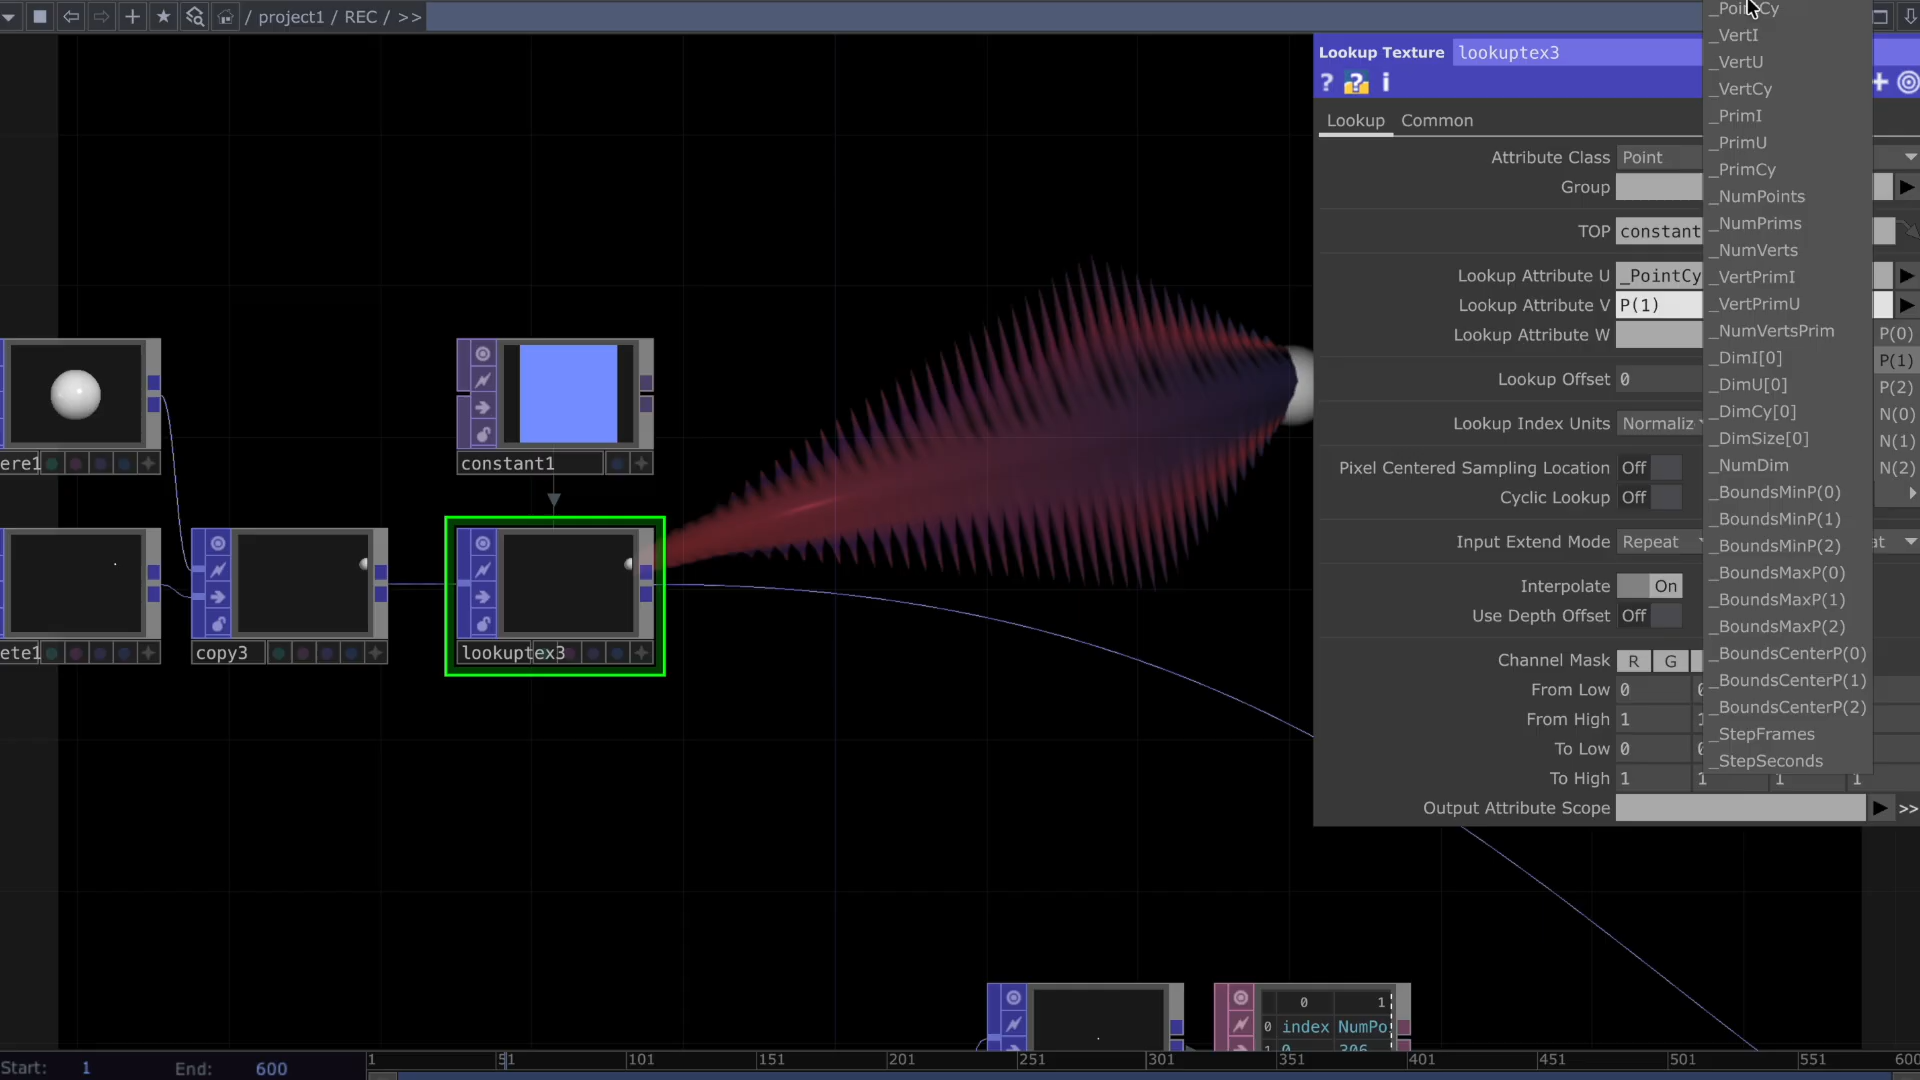 / project1 / REC / >>
Lookup Texture lookuptex3
? ? i
Lookup Common
Attribute Class Point
Group
TOP constant
Lookup Attribute U _PointCy
Lookup Attribute V P(1)
Lookup Attribute W
Lookup Offset 0
Lookup Index Units Normaliz
Pixel Centered Sampling Location Off
Cyclic Lookup Off
Input Extend Mode Repeat
Interpolate On
Use Depth Offset Off
Channel Mask R G
From Low 0
From High 1
To Low 0
To High 1 1 1 1
Output Attribute Scope >>
_VertI
_VertU
_VertCy
_PrimI
_PrimU
_PrimCy
_NumPoints
_NumPrims
_NumVerts
_VertPrimI
_VertPrimU
_NumVertsPrim
_DimI[0]
_DimU[0]
_DimCy[0]
_DimSize[0]
_NumDim
_BoundsMinP(0)
_BoundsMinP(1)
_BoundsMinP(2)
_BoundsMaxP(0)
_BoundsMaxP(1)
_BoundsMaxP(2)
_BoundsCenterP(0)
_BoundsCenterP(1)
_BoundsCenterP(2)
_StepFrames
_StepSeconds
P(0)
P(1)
P(2)
N(0)
N(1)
N(2)
at
ere1
constant1
ete1
copy3
lookuptex3
0 1
0 index NumPo
Start: 1 End: 600
1 51 101 151 201 251 301 351 401 451 501 551 600